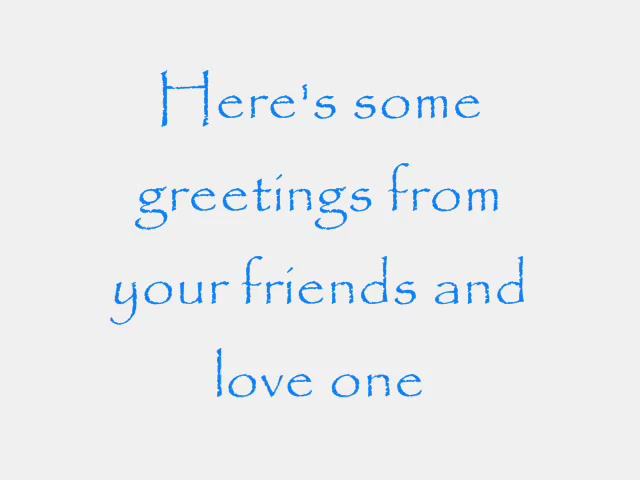 Here's some
greetings from
your friends and
love one